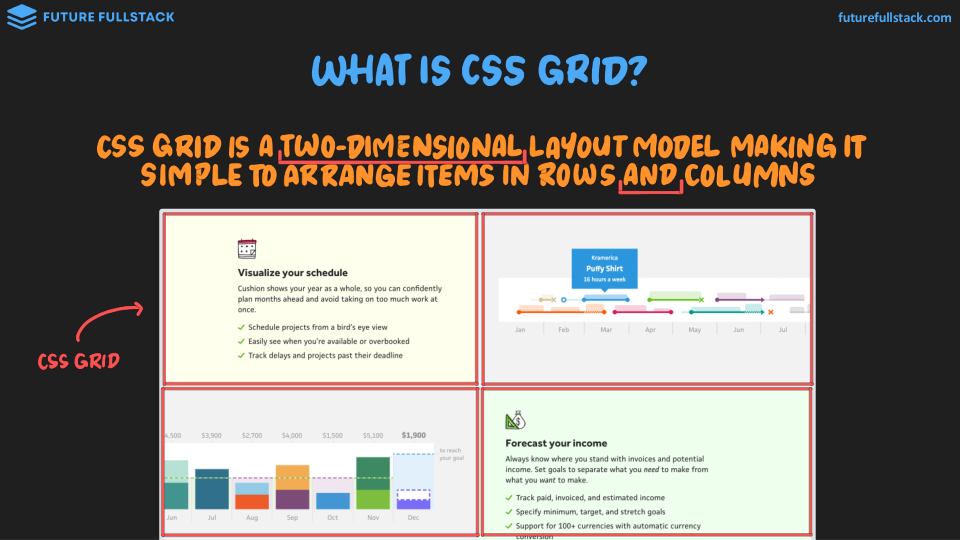 FUTURE FULLSTACK
futurefullstack.com
WHAT IS CSS GRID?
CSS GRID IS A TWO-DIMENSIONAL LAYOUT MODEL MAKING IT
SIMPLE TO ARRANGE ITEMS IN ROWS AND COLUMNS
CSS GRID
Visualize your schedule
Cushion shows your year as a whole, so you can confidently
plan months ahead and avoid taking on too much work at
once.
Schedule projects from a bird's eye view
Easily see when you're available or overbooked
Track delays and projects past their deadline
Kramerica
Puffy Shirt
16 hours a week
Jan Feb Mar Apr May Jun Jul
4,500 $3,900 $2,700 $4,000 $1,500 $5,100 $1,900
to reach
your goal
Jun Jul Aug Sep Oct Nov Dec
Forecast your income
Always know where you stand with invoices and potential
income. Set goals to separate what you need to make from
what you want to make.
Track paid, invoiced, and estimated income
Specify minimum, target, and stretch goals
Support for 100+ currencies with automatic currency
conversion